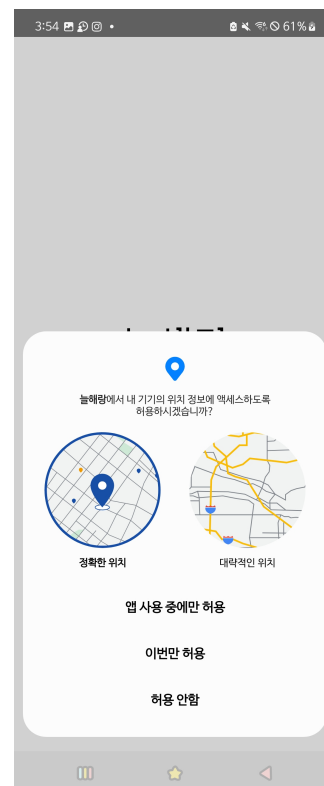 3:54
61%
늘해랑에서 내 기기의 위치 정보에 액세스하도록
허용하시겠습니까?
정확한 위치
대략적인 위치
앱 사용 중에만 허용
이번만 허용
허용 안함